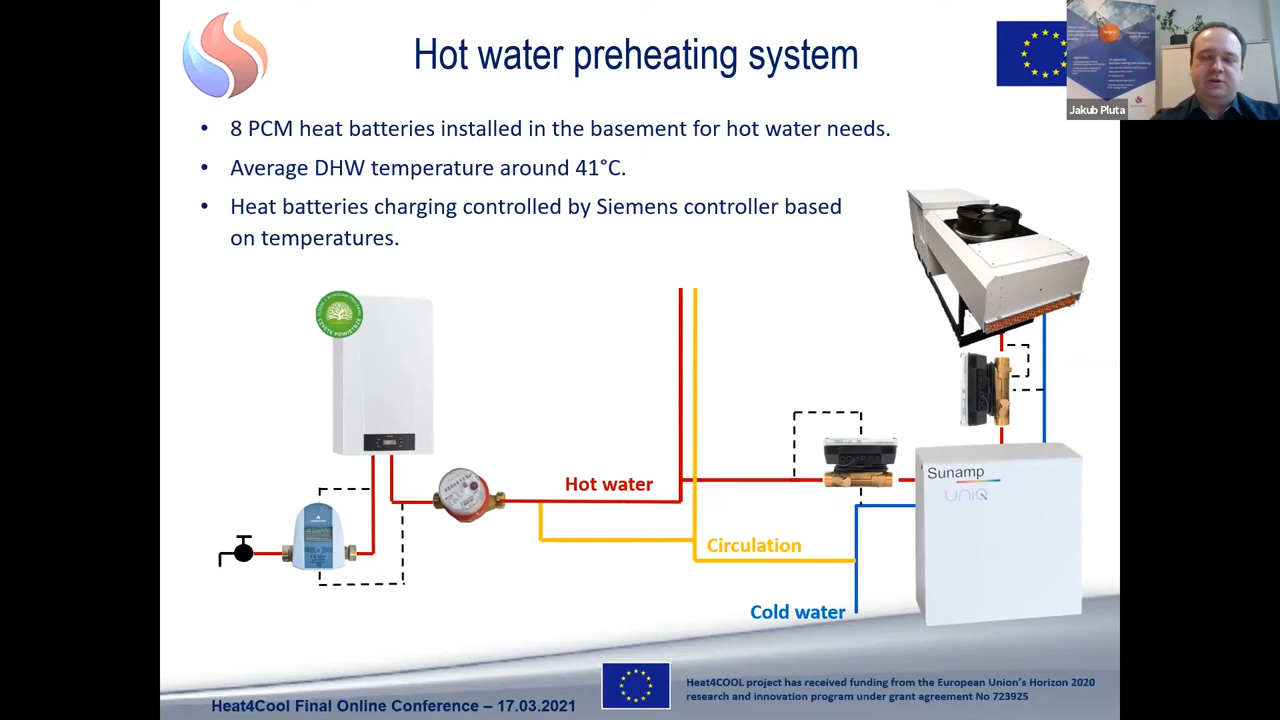 Hot water preheating system
Jakub Pluta
• 8 PCM heat batteries installed in the basement for hot water needs.
• Average DHW temperature around 41°C.
• Heat batteries charging controlled by Siemens controller based
on temperatures.
CZYSTE POWIETRZE
Sunamp
UNIQ
Hot water
Circulation
Cold water
Heat4COOL project has received funding from the European Union's Horizon 2020
research and innovation program under grant agreement No 723925
Heat4Cool Final Online Conference – 17.03.2021